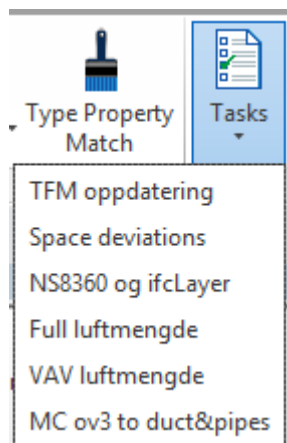 Type Property
Match
Tasks
TFM oppdatering
Space deviations
NS8360 og ifcLayer
Full luftmengde
VAV luftmengde
MC ov3 to duct&pipes